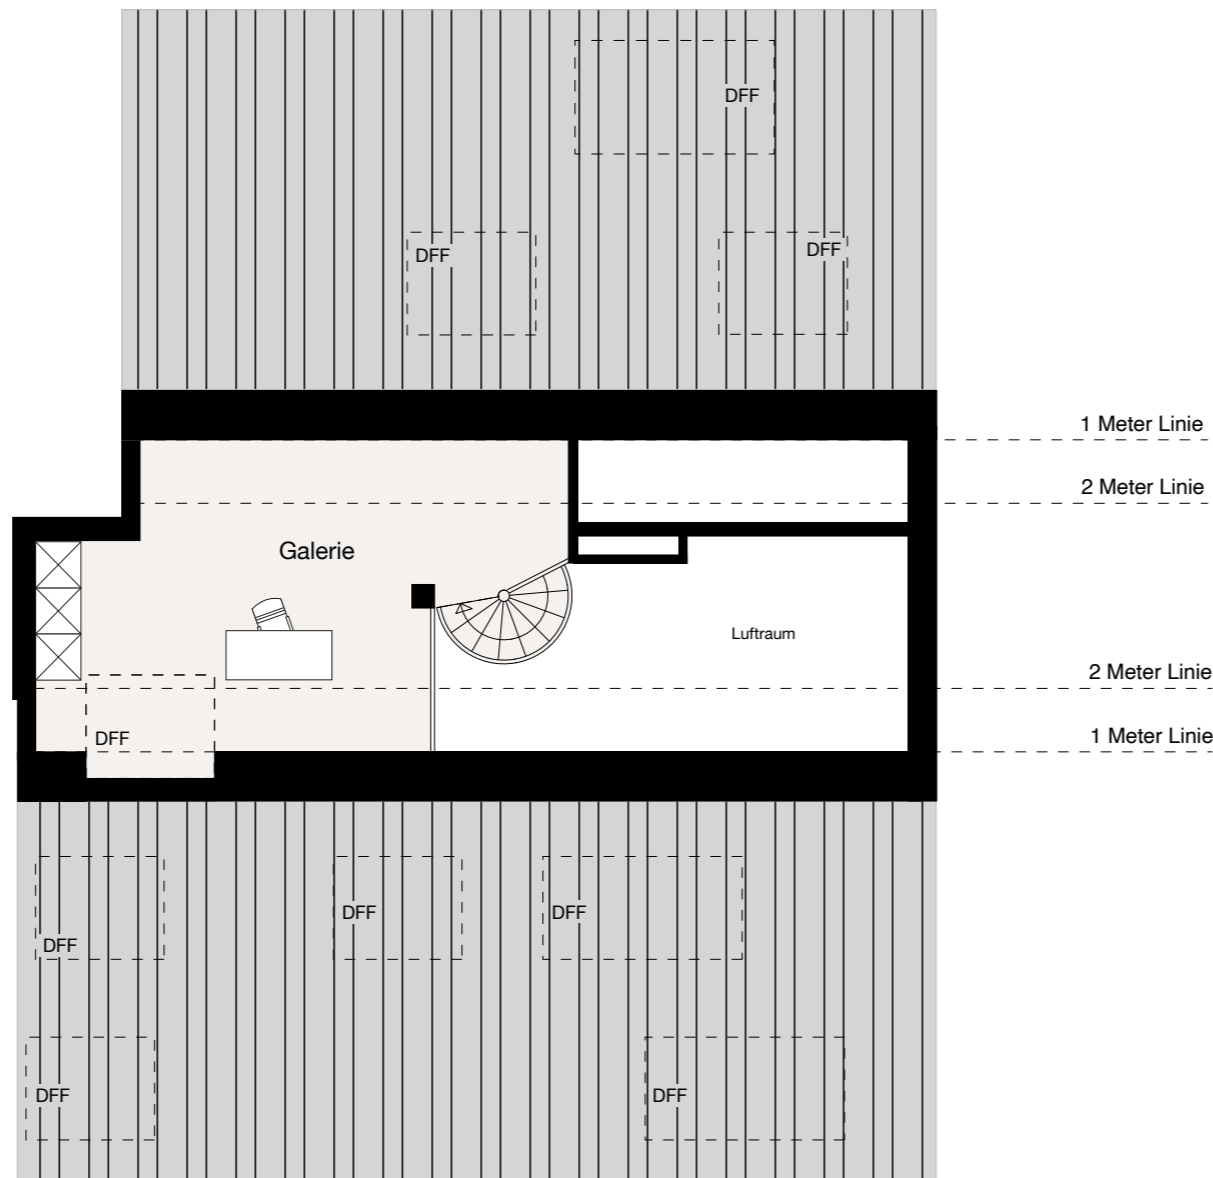 DFF
DFF
DFF
1 Meter Linie
2 Meter Linie
Galerie
Luftraum
2 Meter Linie
DFF
1 Meter Linie
DFF
DFF
DFF
DFF
DFF